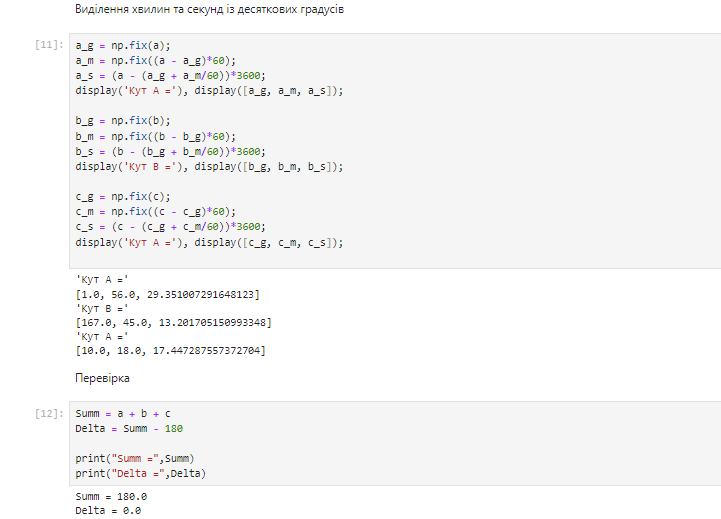 Виділення хвилин та секунд із десяткових градусів
[11]: a_g = np.fix(a);
a_m = np.fix((a - a_g)*60);
a_s = (a - (a_g + a_m/60))*3600;
display('Кут А ='), display([a_g, a_m, a_s]);
b_g = np.fix(b);
b_m = np.fix((b - b_g)*60);
b_s = (b - (b_g + b_m/60))*3600;
display('Кут В ='), display([b_g, b_m, b_s]);
c_g = np.fix(c);
c_m = np.fix((c - c_g)*60);
c_s = (c - (c_g + c_m/60))*3600;
display('Кут А ='), display([c_g, c_m, c_s]);
'Кут А ='
[1.0, 56.0, 29.351007291648123]
'Кут В ='
[167.0, 45.0, 13.201705150993348]
'Кут А ='
[10.0, 18.0, 17.447287557372704]
Перевірка
[12]: Summ = a + b + c
Delta = Summ - 180
print("Summ =",Summ)
print("Delta =",Delta)
Summ = 180.0
Delta = 0.0